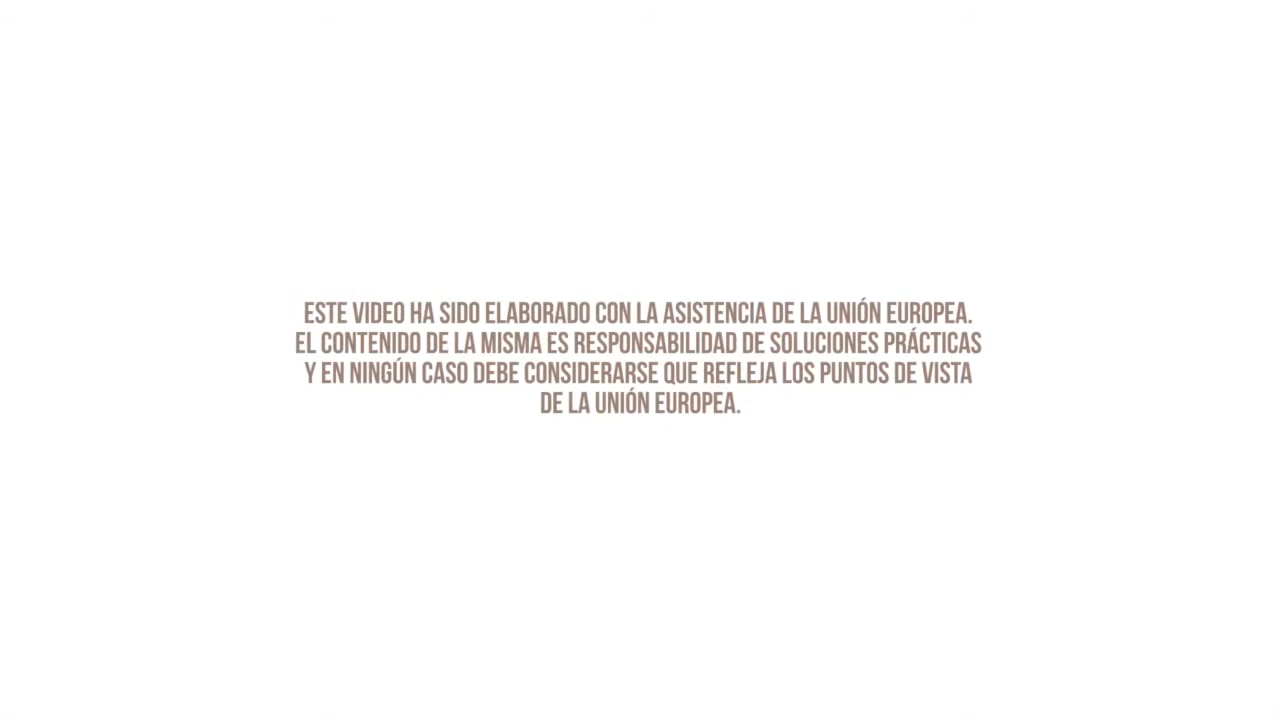 ESTE VIDEO HA SIDO ELABORADO CON LA ASISTENCIA DE LA UNIÓN EUROPEA.
EL CONTENIDO DE LA MISMA ES RESPONSABILIDAD DE SOLUCIONES PRÁCTICAS
Y EN NINGÚN CASO DEBE CONSIDERARSE QUE REFLEJA LOS PUNTOS DE VISTA
DE LA UNIÓN EUROPEA.